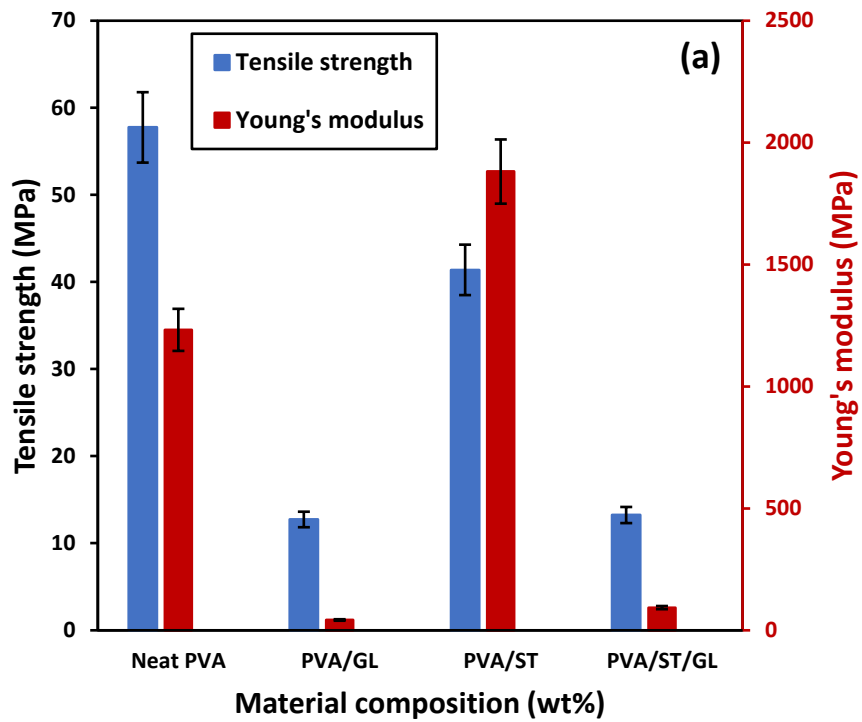 (a)
Tensile strength
Young's modulus
Tensile strength (MPa)
70
60
50
40
30
20
10
0
Young's modulus (MPa)
2500
2000
1500
1000
500
0
Neat PVA PVA/GL PVA/ST PVA/ST/GL
Material composition (wt%)